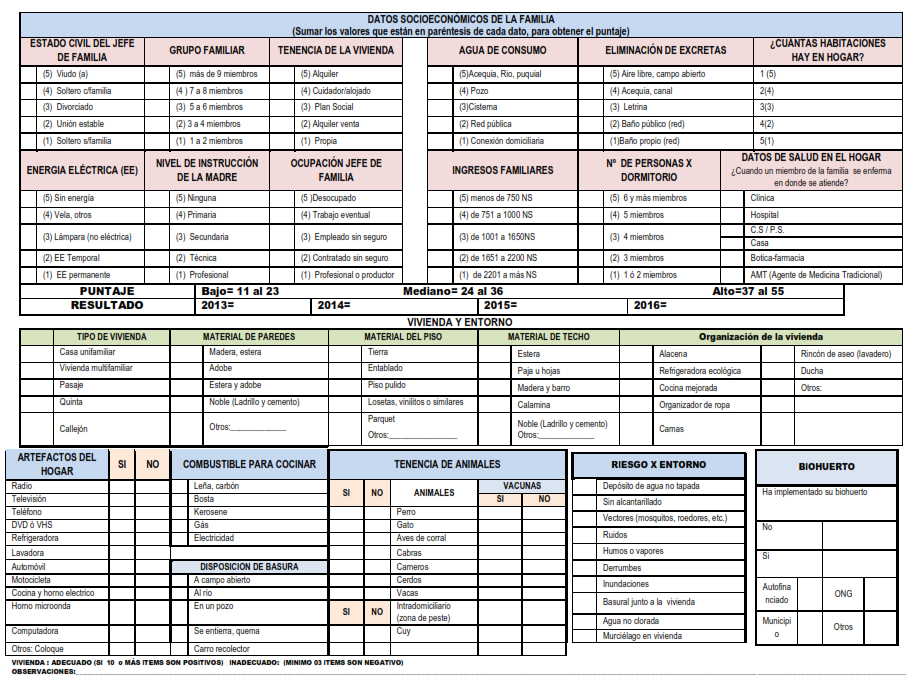 DATOS SOCIOECONÓMICOS DE LA FAMILIA
(Sumar los valores que están en paréntesis de cada dato, para obtener el puntaje)
ESTADO CIVIL DEL JEFE DE FAMILIA GRUPO FAMILIAR TENENCIA DE LA VIVIENDA AGUA DE CONSUMO ELIMINACIÓN DE EXCRETAS ¿CUÁNTAS HABITACIONES HAY EN HOGAR?
(5) Viudo (a) (5) más de 9 miembros (5) Alquiler (5)Acequia, Rio, puquial (5) Aire libre, campo abierto 1 (5)
(4) Soltero c/familia (4 ) 7 a 8 miembros (4) Cuidador/alojado (4) Pozo (4) Acequia, canal 2(4)
(3) Divorciado (3) 5 a 6 miembros (3) Plan Social (3)Cisterna (3) Letrina 3(3)
(2) Unión estable (2) 3 a 4 miembros (2) Alquiler venta (2) Red pública (2) Baño público (red) 4(2)
(1) Soltero s/familia (1) 1 a 2 miembros (1) Propia (1) Conexión domiciliaria (1)Baño propio (red) 5(1)
ENERGIA ELÉCTRICA (EE) NIVEL DE INSTRUCCIÓN DE LA MADRE OCUPACIÓN JEFE DE FAMILIA INGRESOS FAMILIARES Nº DE PERSONAS X DORMITORIO DATOS DE SALUD EN EL HOGAR
¿Cuando un miembro de la familia se enferma en donde se atiende?
(5) Sin energía (5) Ninguna (5 )Desocupado (5) menos de 750 NS (5) 6 y más miembros Clínica
(4) Vela, otros (4) Primaria (4) Trabajo eventual (4) de 751 a 1000 NS (4) 5 miembros Hospital
(3) Lámpara (no eléctrica) (3) Secundaria (3) Empleado sin seguro (3) de 1001 a 1650NS (3) 4 miembros C.S / P.S.
Casa
(2) EE Temporal (2) Técnica (2) Contratado sin seguro (2) de 1651 a 2200 NS (2) 3 miembros Botica-farmacia
(1) EE permanente (1) Profesional (1) Profesional o productor (1) de 2201 a más NS (1) 1 ó 2 miembros AMT (Agente de Medicina Tradicional)
PUNTAJE Bajo= 11 al 23 Mediano= 24 al 36 Alto=37 al 55
RESULTADO 2013= 2014= 2015= 2016=
VIVIENDA Y ENTORNO
TIPO DE VIVIENDA MATERIAL DE PAREDES MATERIAL DEL PISO MATERIAL DE TECHO Organización de la vivienda
Casa unifamiliar Madera, estera Tierra Estera Alacena Rincón de aseo (lavadero)
Vivienda multifamiliar Adobe Entablado Paja u hojas Refrigeradora ecológica Ducha
Pasaje Estera y adobe Piso pulido Madera y barro Cocina mejorada Otros:
Quinta Noble (Ladrillo y cemento) Losetas, vinilitos o similares Calamina Organizador de ropa
Callejón Otros:____________ Parquet Noble (Ladrillo y cemento) Camas
Otros:_______________ Otros:____________
ARTEFACTOS DEL HOGAR SI NO COMBUSTIBLE PARA COCINAR TENENCIA DE ANIMALES RIESGO X ENTORNO BIOHUERTO
SI NO ANIMALES VACUNAS
SI NO
Radio Leña, carbón Depósito de agua no tapada Ha implementado su biohuerto
Televisión Bosta Sin alcantarillado
Teléfono Kerosene Perro Vectores (mosquitos, roedores, etc.)
DVD ó VHS Gás Gato Ruidos No
Refrigeradora Electricidad Aves de corral
Lavadora Cabras Humos o vapores Si
Automóvil DISPOSICIÓN DE BASURA Carneros Derrumbes
Motocicleta A campo abierto Cerdos Inundaciones Autofina nciado ONG
Cocina y horno electrico Al río Vacas
Horno microonda En un pozo SI NO Intradomiciliario (zona de peste) Basural junto a la vivienda
Agua no clorada Municipi o Otros
Computadora Se entierra, quema Cuy Murciélago en vivienda
Otros: Coloque Carro recolector
VIVIENDA : ADECUADO (SI 10 o MÁS ITEMS SON POSITIVOS) INADECUADO: (MINIMO 03 ITEMS SON NEGATIVO)
OBSERVACIONES:____________